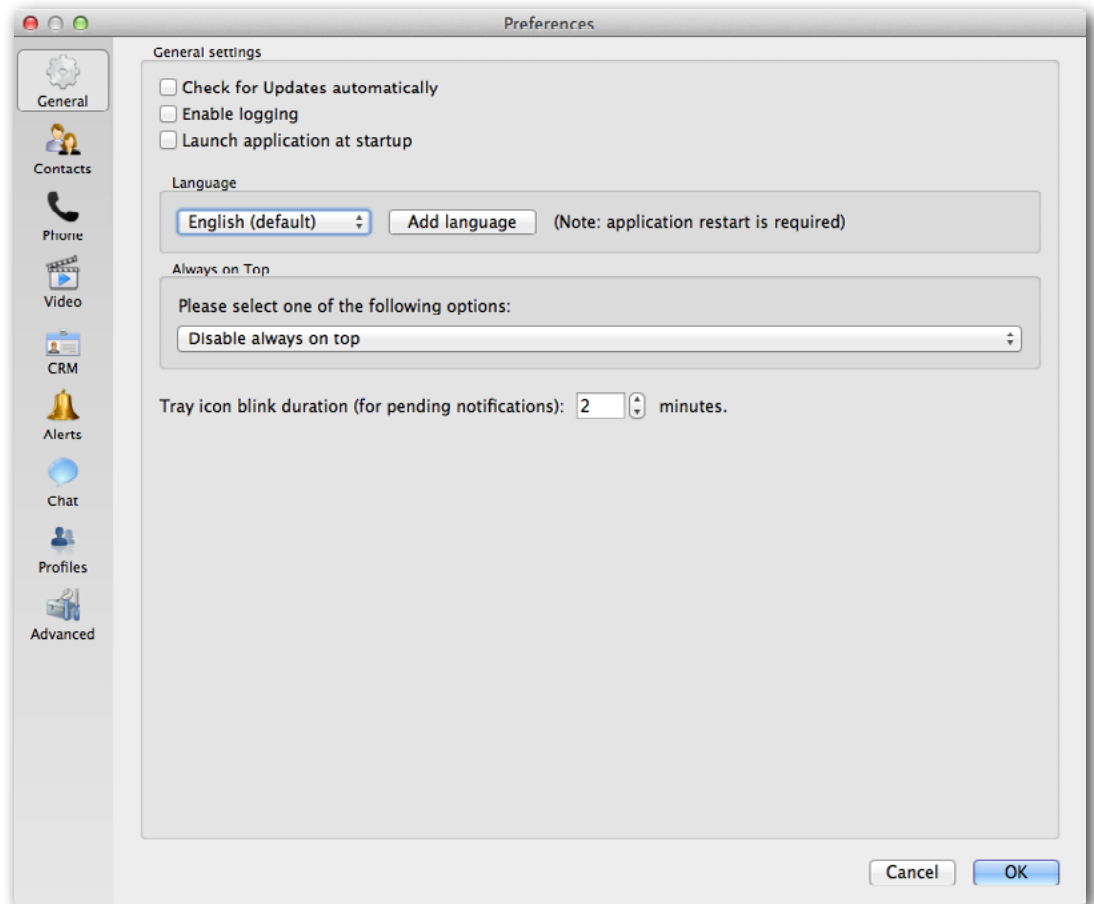 Preferences
General settings
General
Contacts
Phone
Video
CRM
Alerts
Chat
Profiles
Advanced
Check for Updates automatically
Enable logging
Launch application at startup
Language
English (default) Add language (Note: application restart is required)
Always on Top
Please select one of the following options:
Disable always on top
Tray icon blink duration (for pending notifications): 2 minutes.
Cancel OK